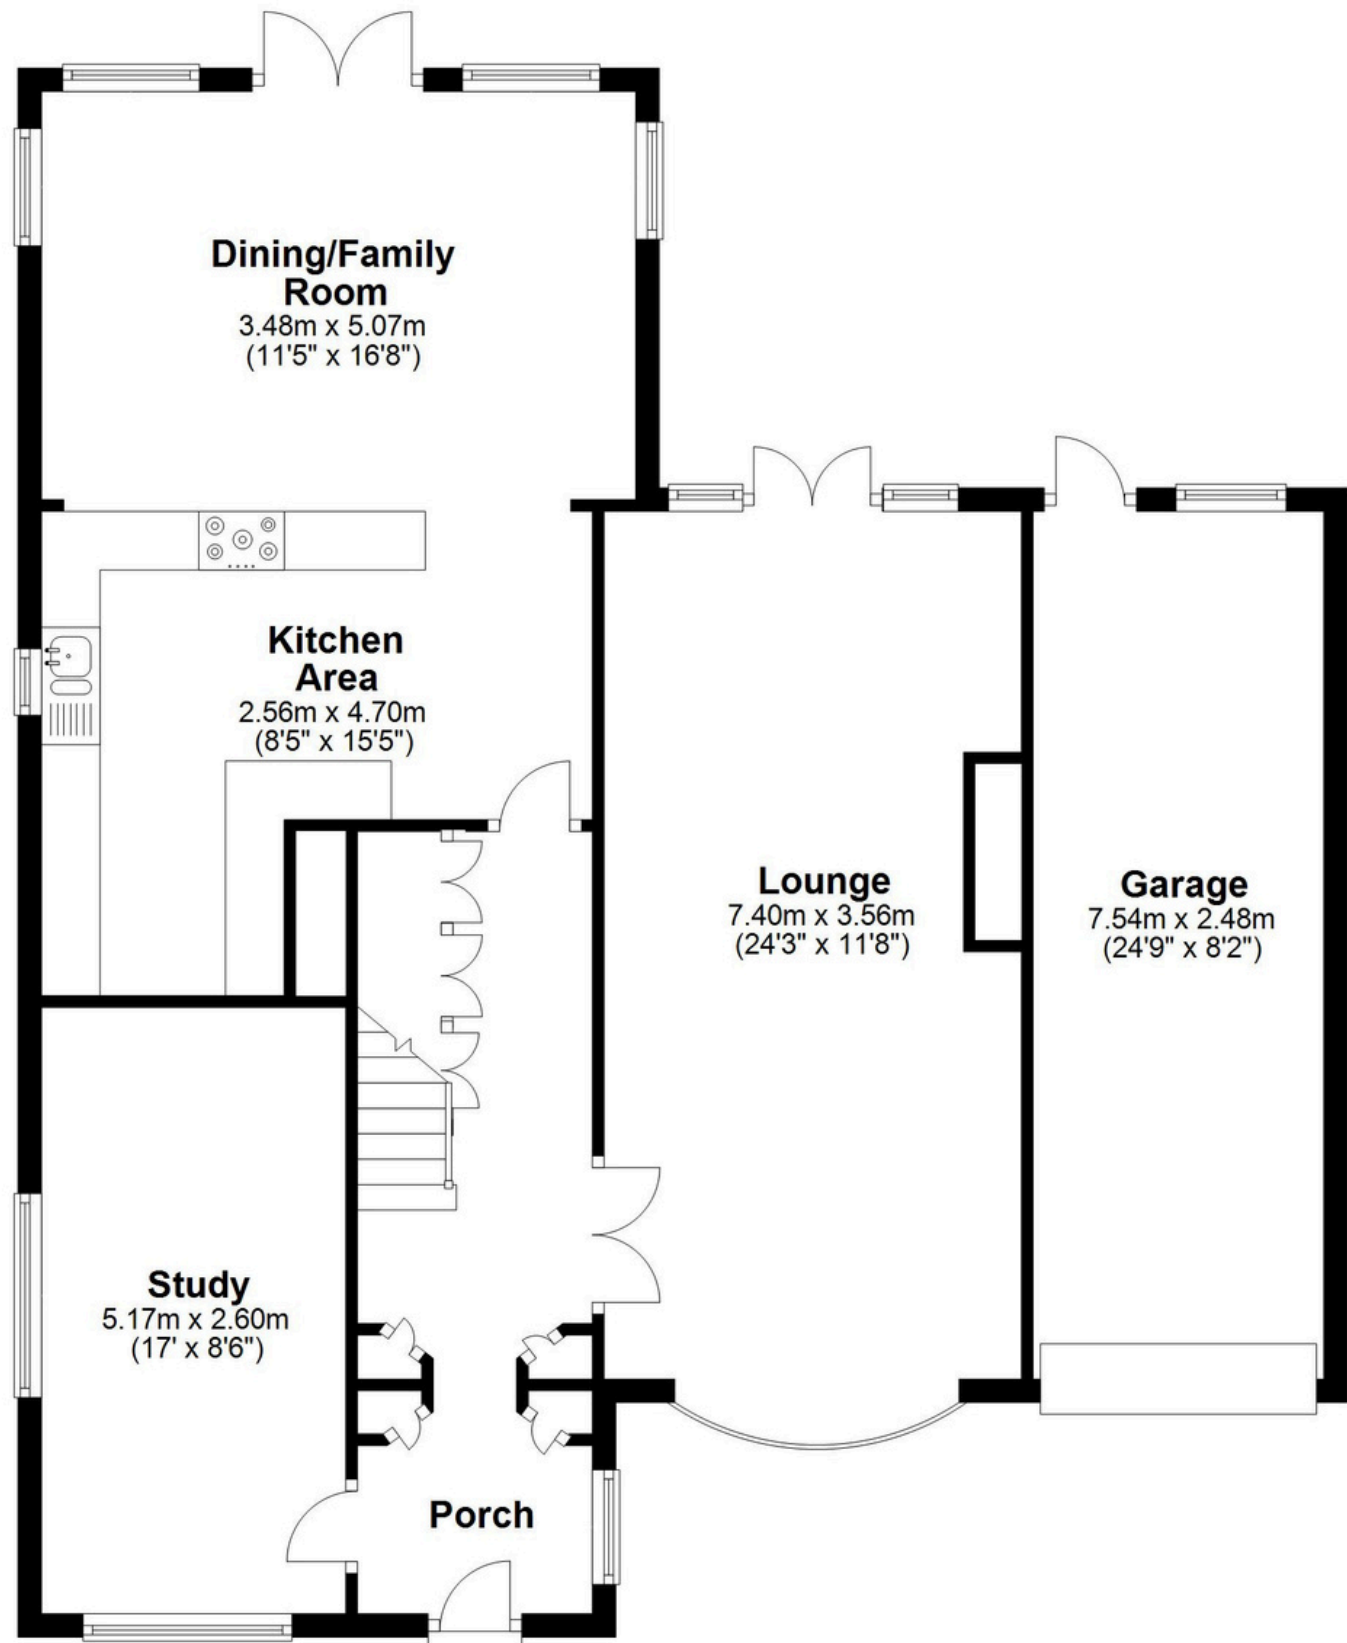 Dining/Family
Room
3.48m x 5.07m
(11'5" x 16'8")
Kitchen
Area
2.56m x 4.70m
(8'5" x 15'5")
Lounge
7.40m x 3.56m
(24'3" x 11'8")
Garage
7.54m x 2.48m
(24'9" x 8'2")
Study
5.17m x 2.60m
(17' x 8'6")
Porch